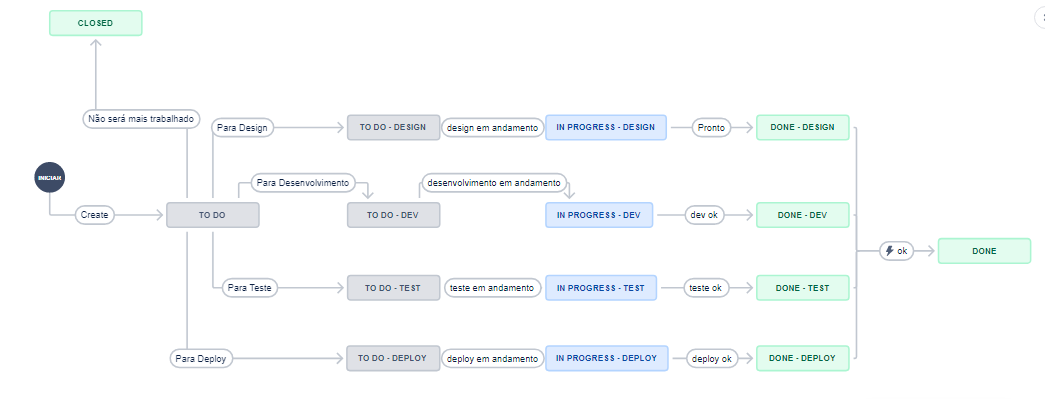 CLOSED
Não será mais trabalhado
Para Design
TO DO - DESIGN
design em andamento
IN PROGRESS - DESIGN
Pronto
DONE - DESIGN
INICIAR
Para Desenvolvimento
desenvolvimento em andamento
Create
TO DO
TO DO - DEV
IN PROGRESS - DEV
dev ok
DONE - DEV
ok
DONE
Para Teste
TO DO - TEST
teste em andamento
IN PROGRESS - TEST
teste ok
DONE - TEST
Para Deploy
TO DO - DEPLOY
deploy em andamento
IN PROGRESS - DEPLOY
deploy ok
DONE - DEPLOY